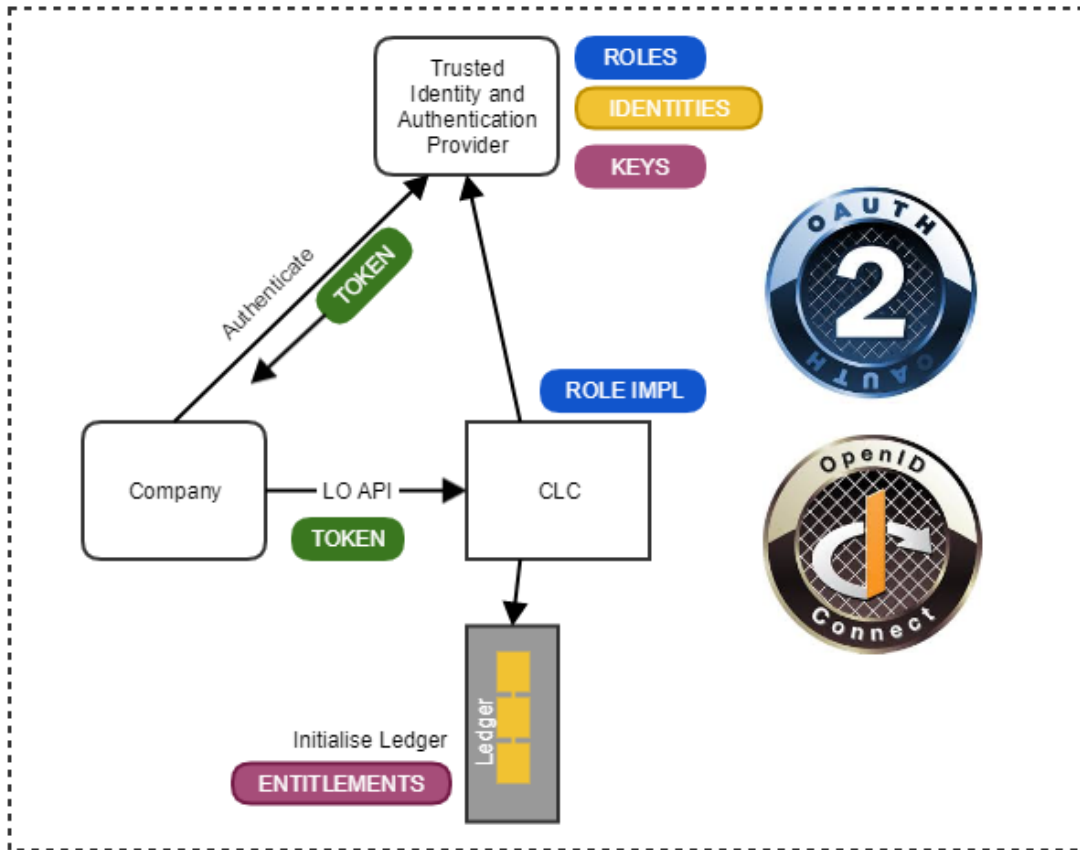 Trusted
Identity and
Authentication
Provider
ROLES
IDENTITIES
KEYS
Authenticate
TOKEN
OAUTH
2
OAUTH
ROLE IMPL
Company
LO API
TOKEN
CLC
OpenID
Connect
Ledger
Initialise Ledger
ENTITLEMENTS